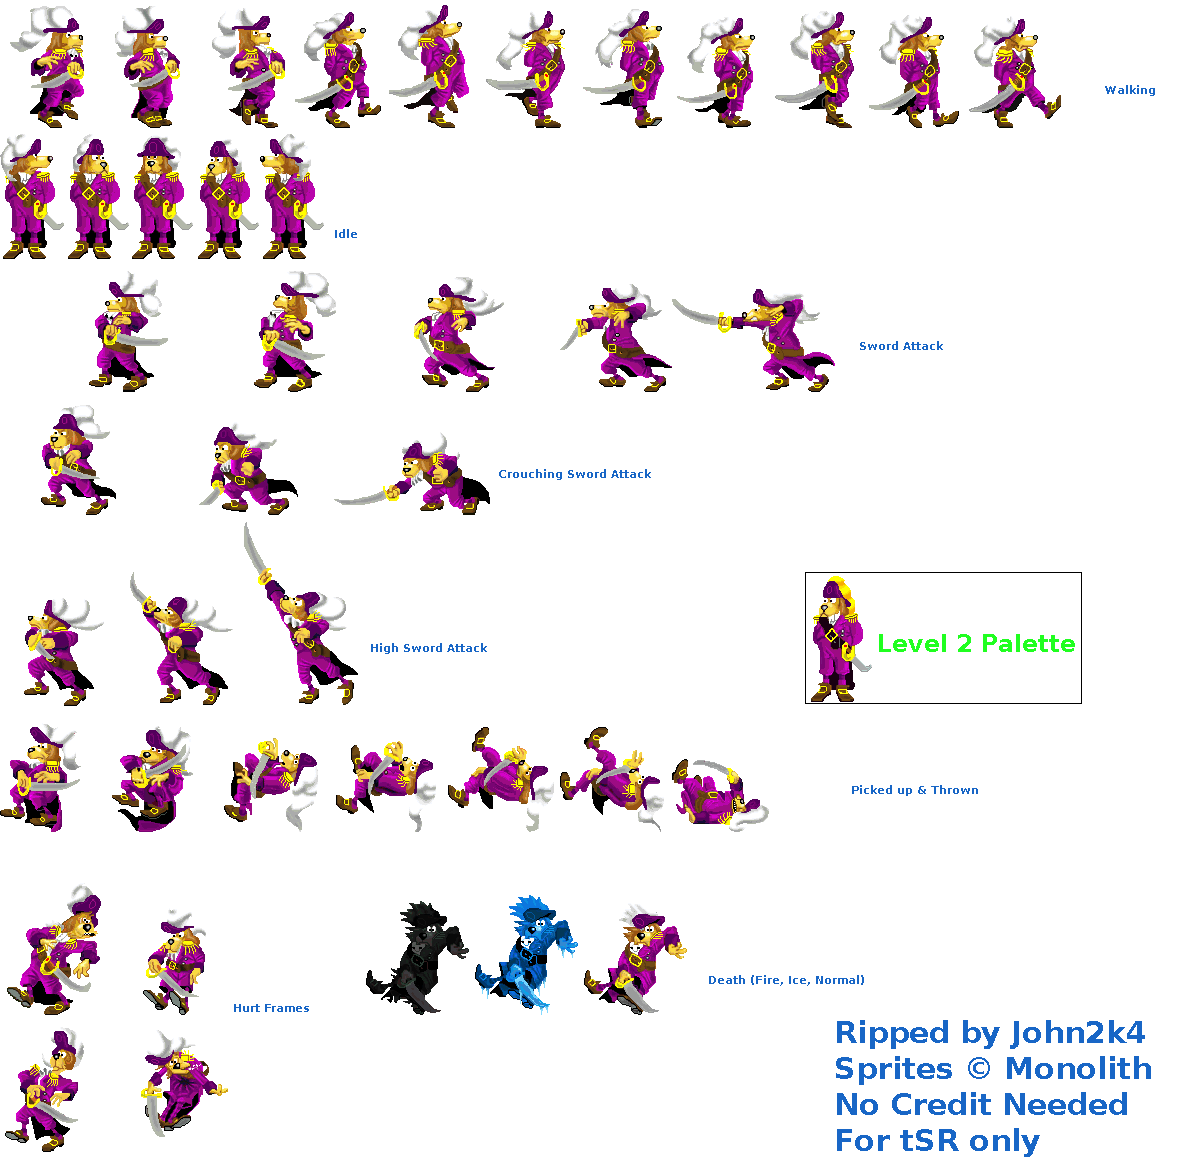 Walking
Idle
Sword Attack
Crouching Sword Attack
High Sword Attack
Level 2 Palette
Picked up & Thrown
Death (Fire, Ice, Normal)
Hurt Frames
Ripped by John2k4
Sprites © Monolith
No Credit Needed
For tSR only